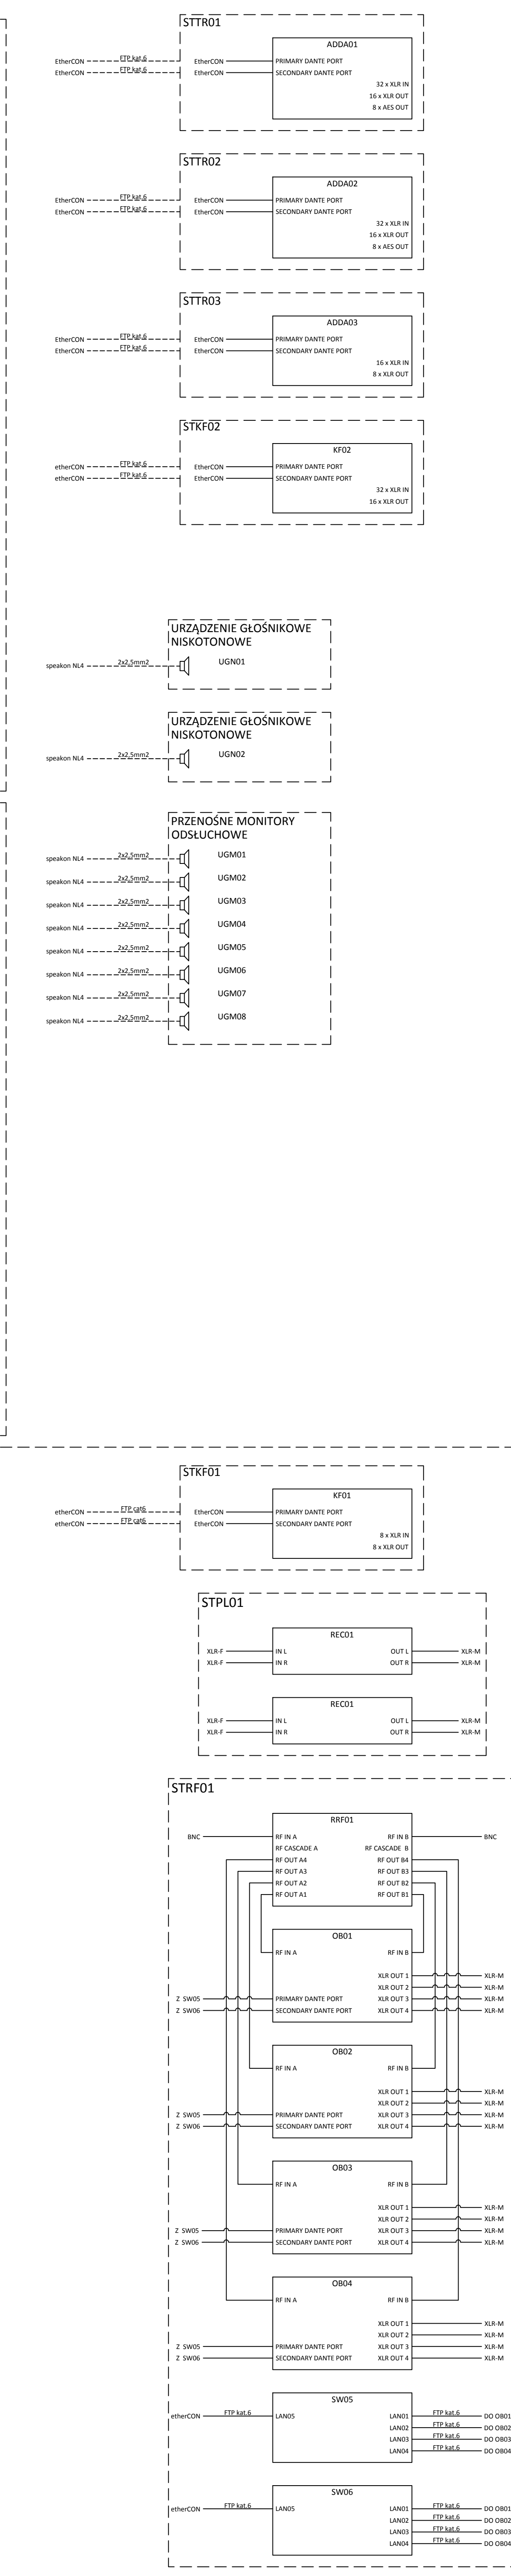 STTR01
ADDA01
EtherCON FTP kat.6 EtherCON PRIMARY DANTE PORT
EtherCON FTP kat.6 EtherCON SECONDARY DANTE PORT
32 x XLR IN
16 x XLR OUT
8 x AES OUT
STTR02
ADDA02
EtherCON FTP kat.6 EtherCON PRIMARY DANTE PORT
EtherCON FTP kat.6 EtherCON SECONDARY DANTE PORT
32 x XLR IN
16 x XLR OUT
8 x AES OUT
STTR03
ADDA03
EtherCON FTP kat.6 EtherCON PRIMARY DANTE PORT
EtherCON FTP kat.6 EtherCON SECONDARY DANTE PORT
16 x XLR IN
8 x XLR OUT
STKF02
KF02
etherCON FTP kat.6 EtherCON PRIMARY DANTE PORT
etherCON FTP kat.6 EtherCON SECONDARY DANTE PORT
32 x XLR IN
16 x XLR OUT
URZĄDZENIE GŁOŚNIKOWE
NISKOTONOWE
speakon NL4 2x2,5mm2 UGN01
URZĄDZENIE GŁOŚNIKOWE
NISKOTONOWE
speakon NL4 2x2,5mm2 UGN02
PRZENOŚNE MONITORY
ODSŁUCHOWE
speakon NL4 2x2,5mm2 UGM01
speakon NL4 2x2,5mm2 UGM02
speakon NL4 2x2,5mm2 UGM03
speakon NL4 2x2,5mm2 UGM04
speakon NL4 2x2,5mm2 UGM05
speakon NL4 2x2,5mm2 UGM06
speakon NL4 2x2,5mm2 UGM07
speakon NL4 2x2,5mm2 UGM08
STKF01
KF01
etherCON FTP cat6 EtherCON PRIMARY DANTE PORT
etherCON FTP cat6 EtherCON SECONDARY DANTE PORT
8 x XLR IN
8 x XLR OUT
STPL01
REC01
XLR-F IN L OUT L XLR-M
XLR-F IN R OUT R XLR-M
REC01
XLR-F IN L OUT L XLR-M
XLR-F IN R OUT R XLR-M
STRF01
RRF01
BNC RF IN A RF IN B BNC
RF CASCADE A RF CASCADE B
RF OUT A4 RF OUT B4
RF OUT A3 RF OUT B3
RF OUT A2 RF OUT B2
RF OUT A1 RF OUT B1
OB01
RF IN A RF IN B
XLR OUT 1 XLR-M
XLR OUT 2 XLR-M
Z SW05 PRIMARY DANTE PORT XLR OUT 3 XLR-M
Z SW06 SECONDARY DANTE PORT XLR OUT 4 XLR-M
OB02
RF IN A RF IN B
XLR OUT 1 XLR-M
XLR OUT 2 XLR-M
Z SW05 PRIMARY DANTE PORT XLR OUT 3 XLR-M
Z SW06 SECONDARY DANTE PORT XLR OUT 4 XLR-M
OB03
RF IN A RF IN B
XLR OUT 1 XLR-M
XLR OUT 2 XLR-M
Z SW05 PRIMARY DANTE PORT XLR OUT 3 XLR-M
Z SW06 SECONDARY DANTE PORT XLR OUT 4 XLR-M
OB04
RF IN A RF IN B
XLR OUT 1 XLR-M
XLR OUT 2 XLR-M
Z SW05 PRIMARY DANTE PORT XLR OUT 3 XLR-M
Z SW06 SECONDARY DANTE PORT XLR OUT 4 XLR-M
SW05
etherCON FTP kat.6 LAN05 LAN01 FTP kat.6 DO OB01
LAN02 FTP kat.6 DO OB02
LAN03 FTP kat.6 DO OB03
LAN04 FTP kat.6 DO OB04
SW06
etherCON FTP kat.6 LAN05 LAN01 FTP kat.6 DO OB01
LAN02 FTP kat.6 DO OB02
LAN03 FTP kat.6 DO OB03
LAN04 FTP kat.6 DO OB04